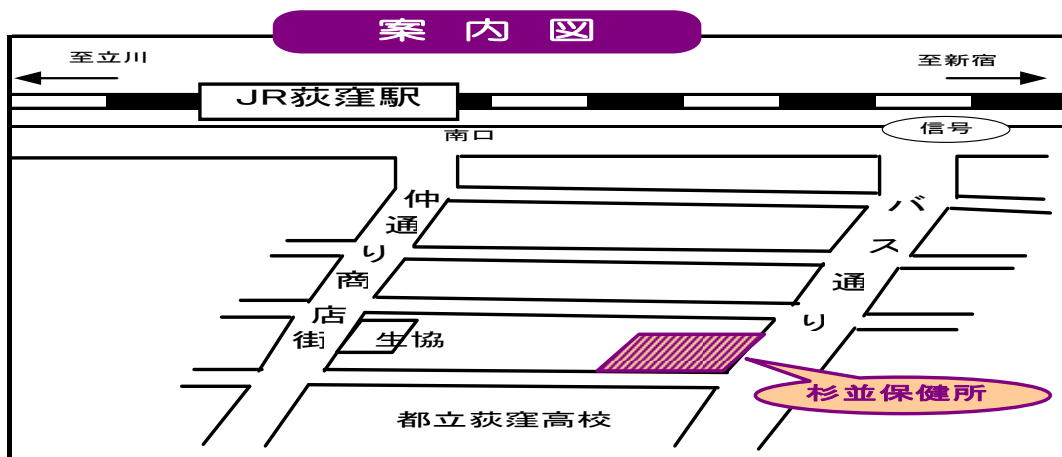 案内図
至立川
至新宿
JR荻窪駅
信号
南口
仲通り商店街
バス通り
生協
杉並保健所
都立荻窪高校